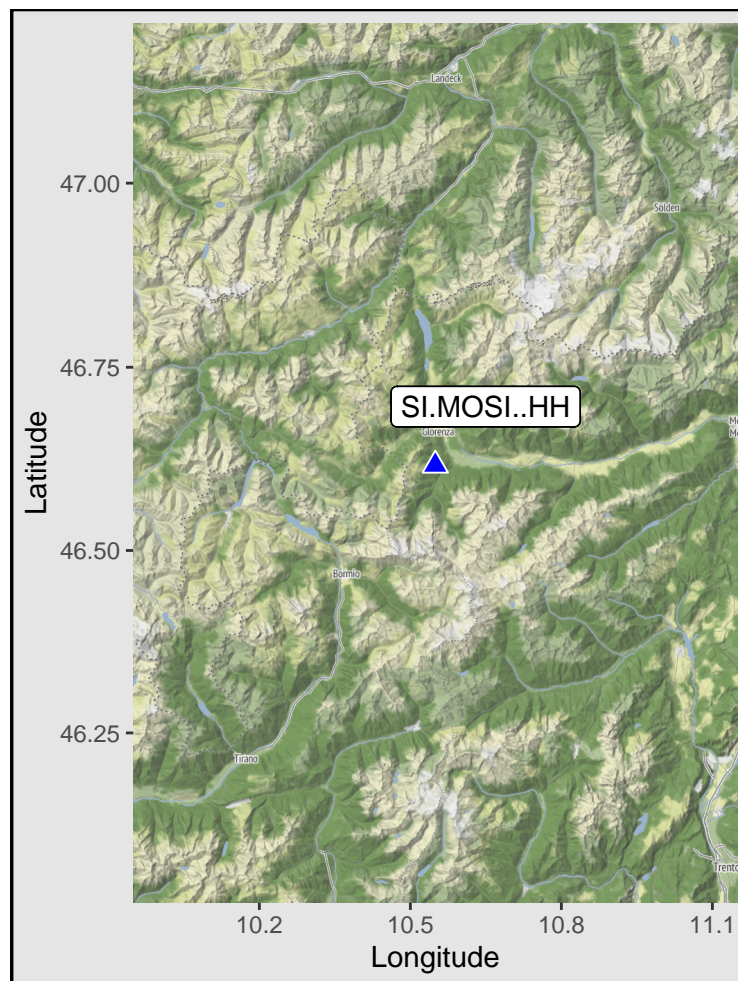 Landeck
47.00
Sölden
46.75
SI.MOSI..HH
Glorenza
Latitude
46.50
Bormio
46.25
Tirano
Trento
10.2 10.5 10.8 11.1
Longitude